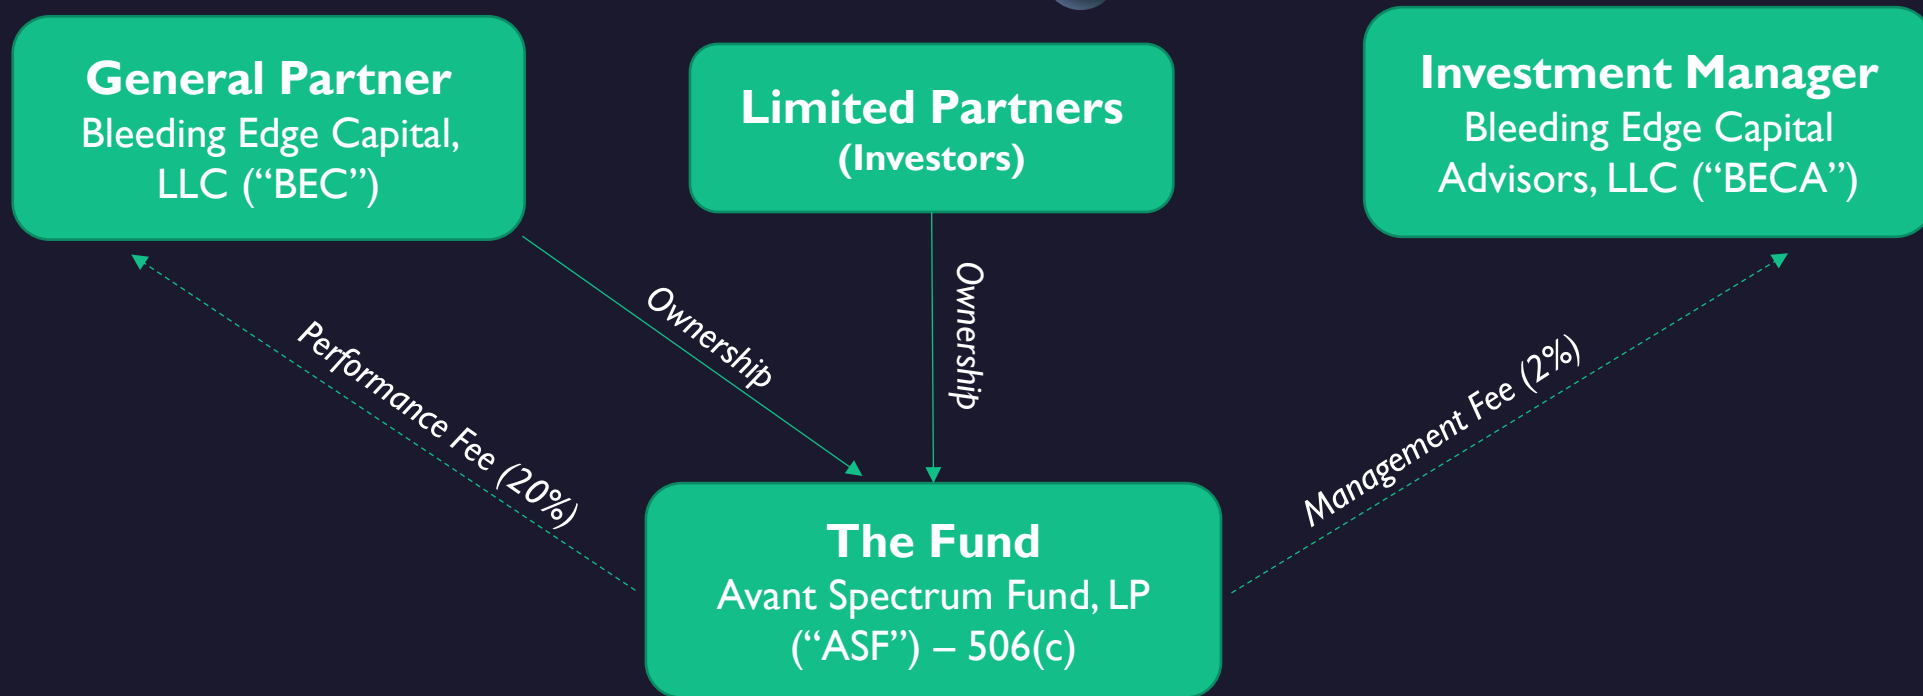 General Partner
Bleeding Edge Capital,
LLC (“BEC”)
Limited Partners
(Investors)
Investment Manager
Bleeding Edge Capital
Advisors, LLC (“BECA”)
Performance Fee (20%)
Ownership
Ownership
Management Fee (2%)
The Fund
Avant Spectrum Fund, LP
(“ASF”) – 506(c)